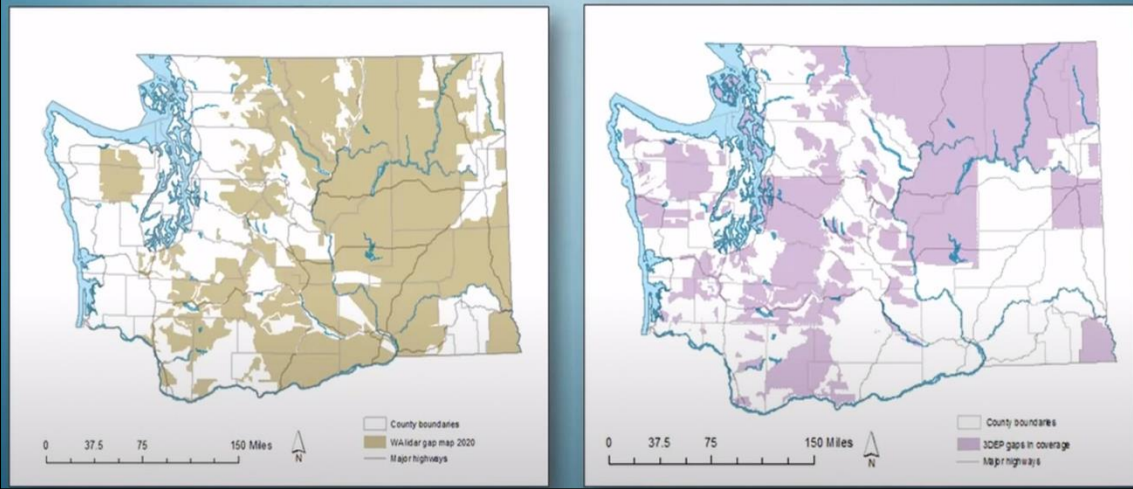 County boundaries
WA lidar gap map 2020
Major highways
0 37.5 75 150 Miles
N
County boundaries
3DEP gaps in coverage
Major highways
0 37.5 75 150 Miles
N